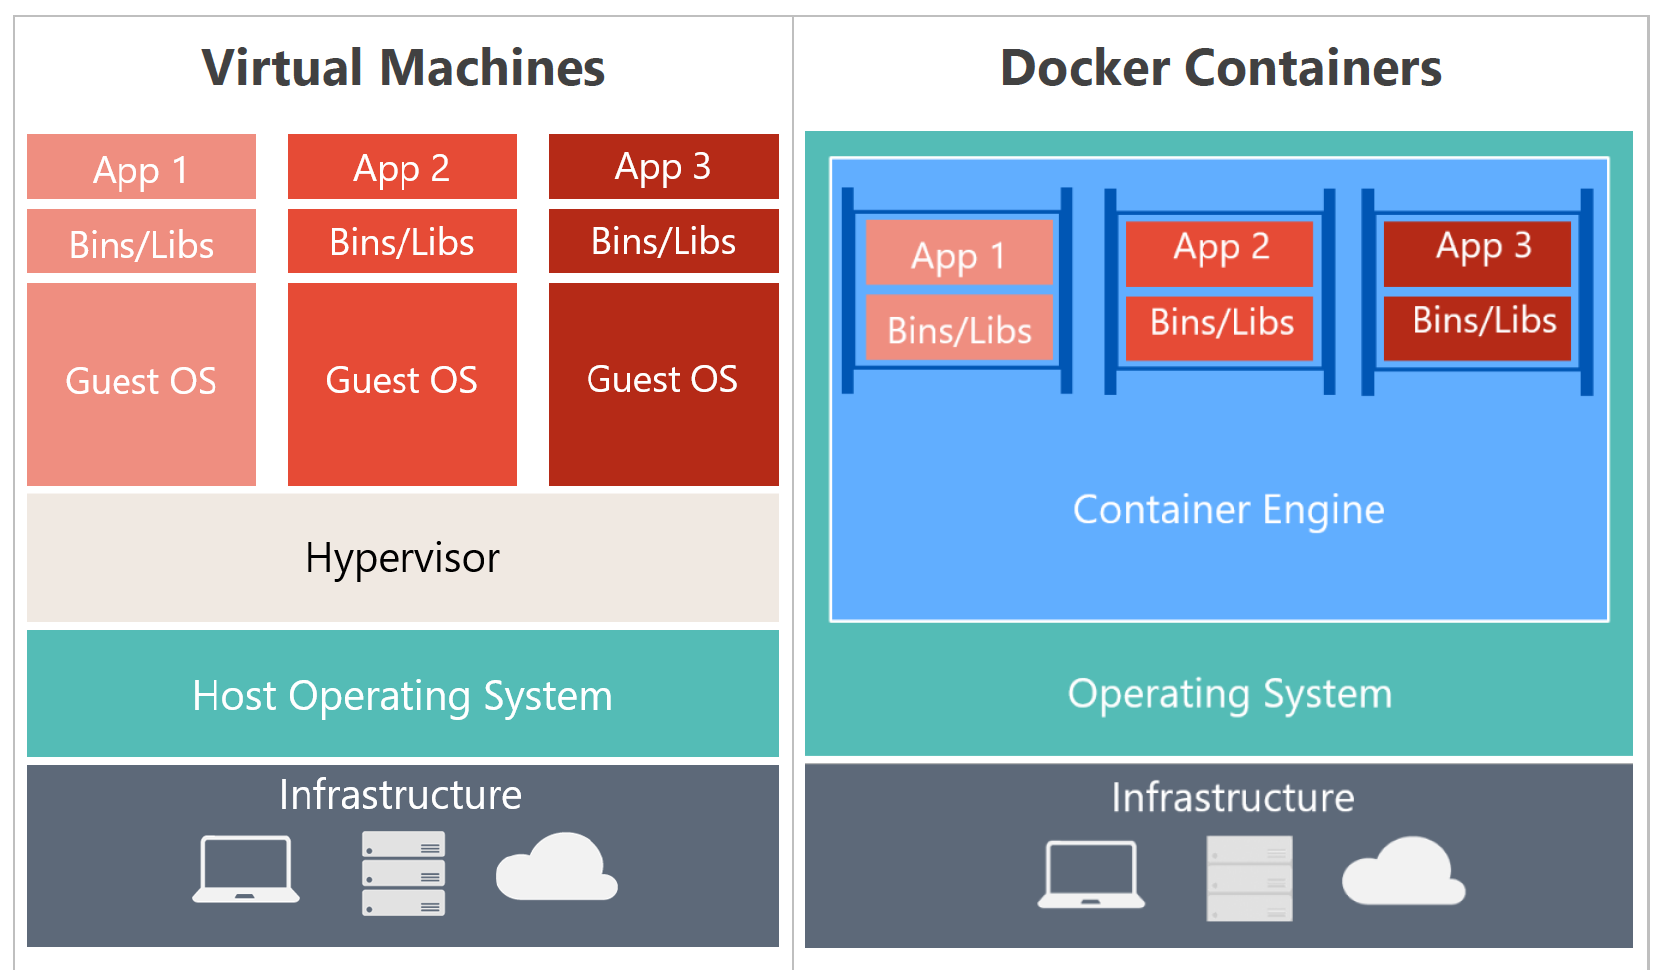 Virtual Machines
App 1
App 2
App 3
Bins/Libs
Bins/Libs
Bins/Libs
Guest OS
Guest OS
Guest OS
Hypervisor
Host Operating System
Infrastructure
Docker Containers
App 1
App 2
App 3
Bins/Libs
Bins/Libs
Bins/Libs
Container Engine
Operating System
Infrastructure